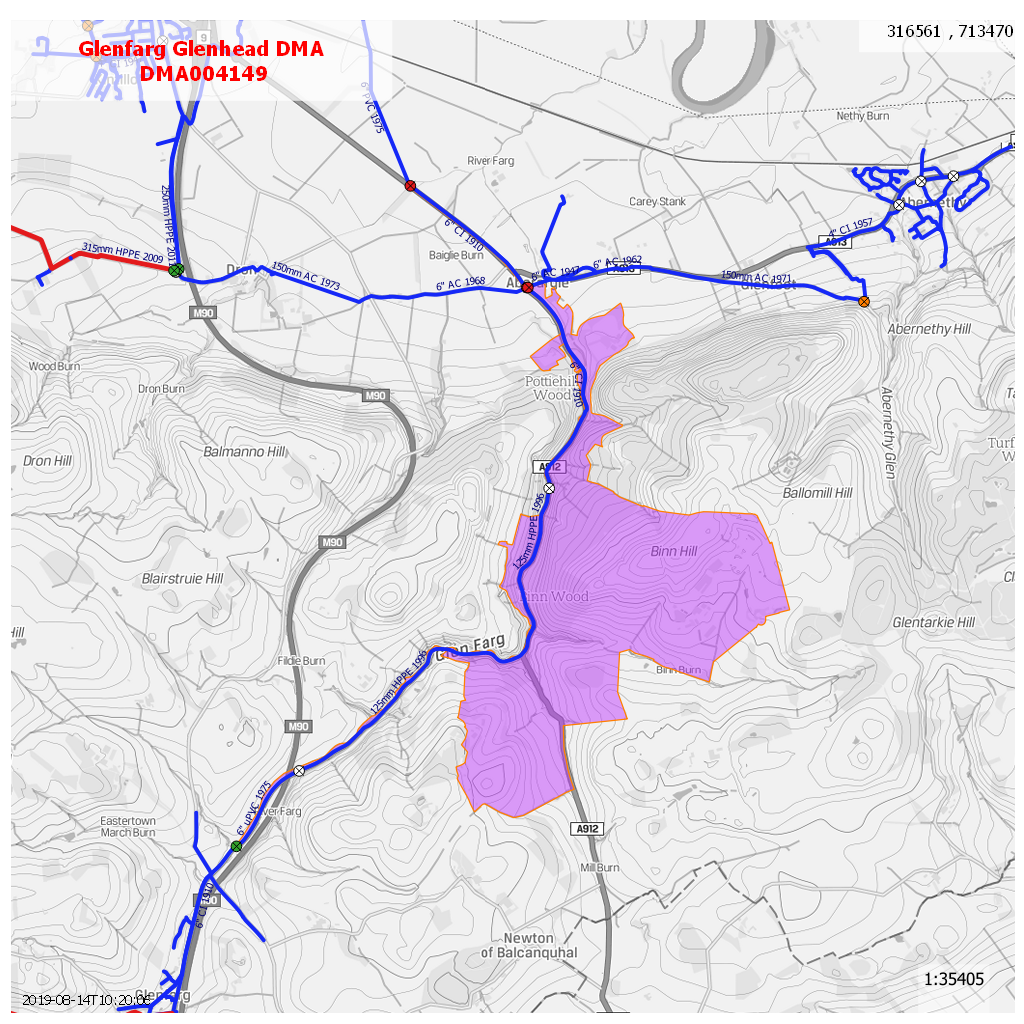 Glenfarg Glenhead DMA
DMA004149
316561 , 713470
9
6" PVC 1975
Nethy Burn
River Farg
Carey Stank
Abernethy
250mm HPPE 201
315mm HPPE 2009
6" CI 1910
4" CI 1957
A913
Baiglie Burn
Dron
150mm AC 1973
6" AC 1968
6" AC 1947
6" AC 1962
A913
150mm AC 1971
Glenfoot
Aberargie
M90
Abernethy Hill
Wood Burn
Dron Burn
M90
Pottiehill
Wood
6" CI 1910
Abernethy Glen
Balmanno Hill
Dron Hill
A912
Ballomill Hill
125mm HPPE 1996
M90
Binn Hill
Blairstruie Hill
Binn Wood
Glentarkie Hill
Hill
Glen Farg
Fildie Burn
Binn Burn
125mm HPPE 1996
M90
6" uPVC 1975
River Farg
Eastertown
March Burn
A912
Mill Burn
M90
6" CI 1910
Newton
of Balcanquhal
1:35405
Glenfarg
2019-08-14T10:20:06